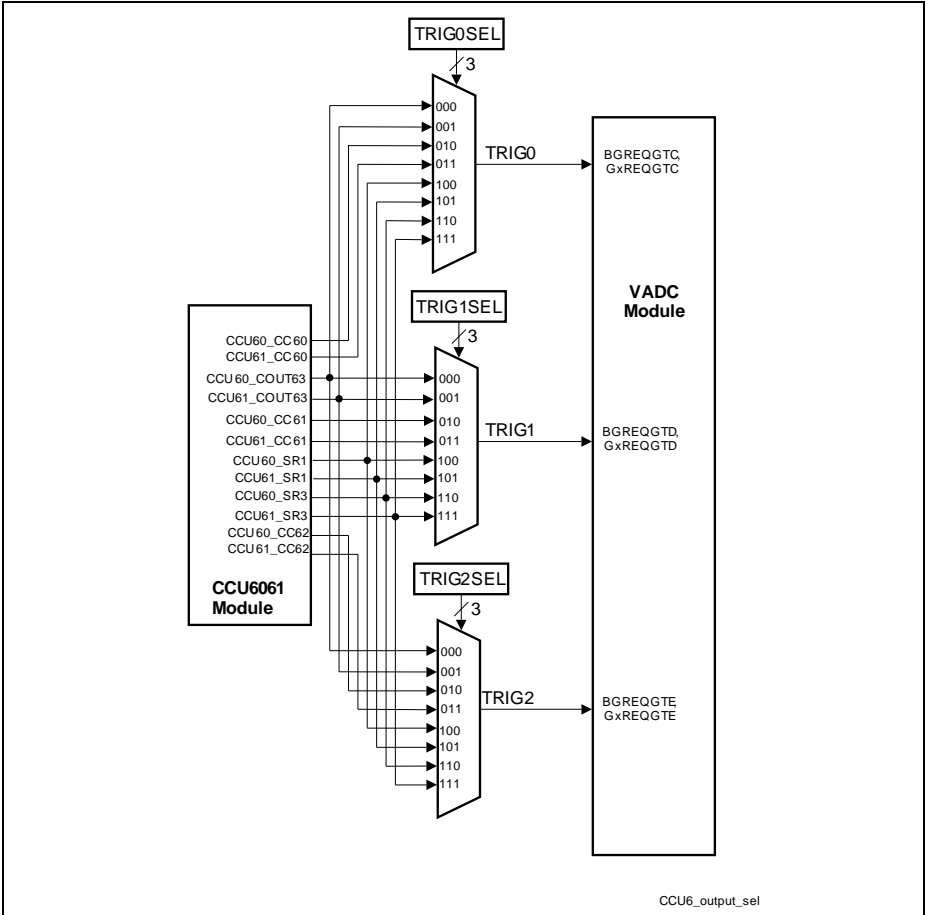 TRIG0SEL
3
000
001
010
011
100
101
110
111
TRIG0
BGREQGTC,
GxREQGTC
VADC
Module
TRIG1SEL
3
CCU60_CC60
CCU61_CC60
CCU60_COUT63
CCU61_COUT63
CCU60_CC61
CCU61_CC61
CCU60_SR1
CCU61_SR1
CCU60_SR3
CCU61_SR3
CCU60_CC62
CCU61_CC62
CCU6061
Module
000
001
010
011
100
101
110
111
TRIG1
BGREQGTD,
GxREQGTD
TRIG2SEL
3
000
001
010
011
100
101
110
111
TRIG2
BGREQGTE,
GxREQGTE
CCU6_output_sel